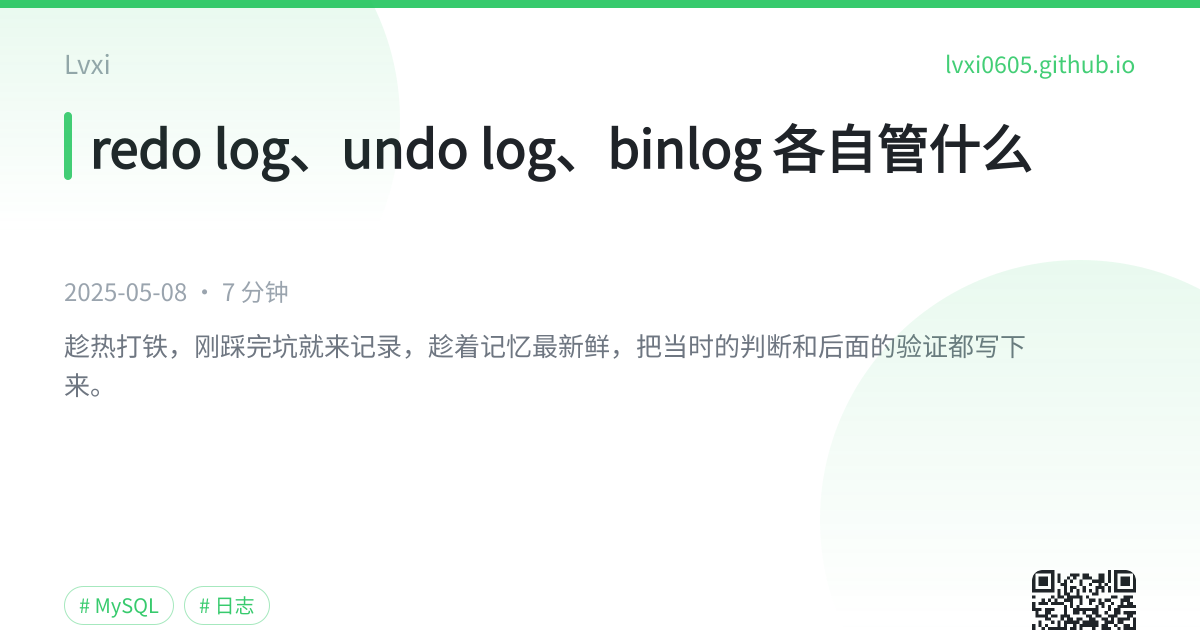 Lvxi
lvxi0605.github.io
redo log、undo log、binlog 各自管什么
2025-05-08 · 7 分钟
趁热打铁，刚踩完坑就来记录，趁着记忆最新鲜，把当时的判断和后面的验证都写下
来。
# MySQL
# 日志